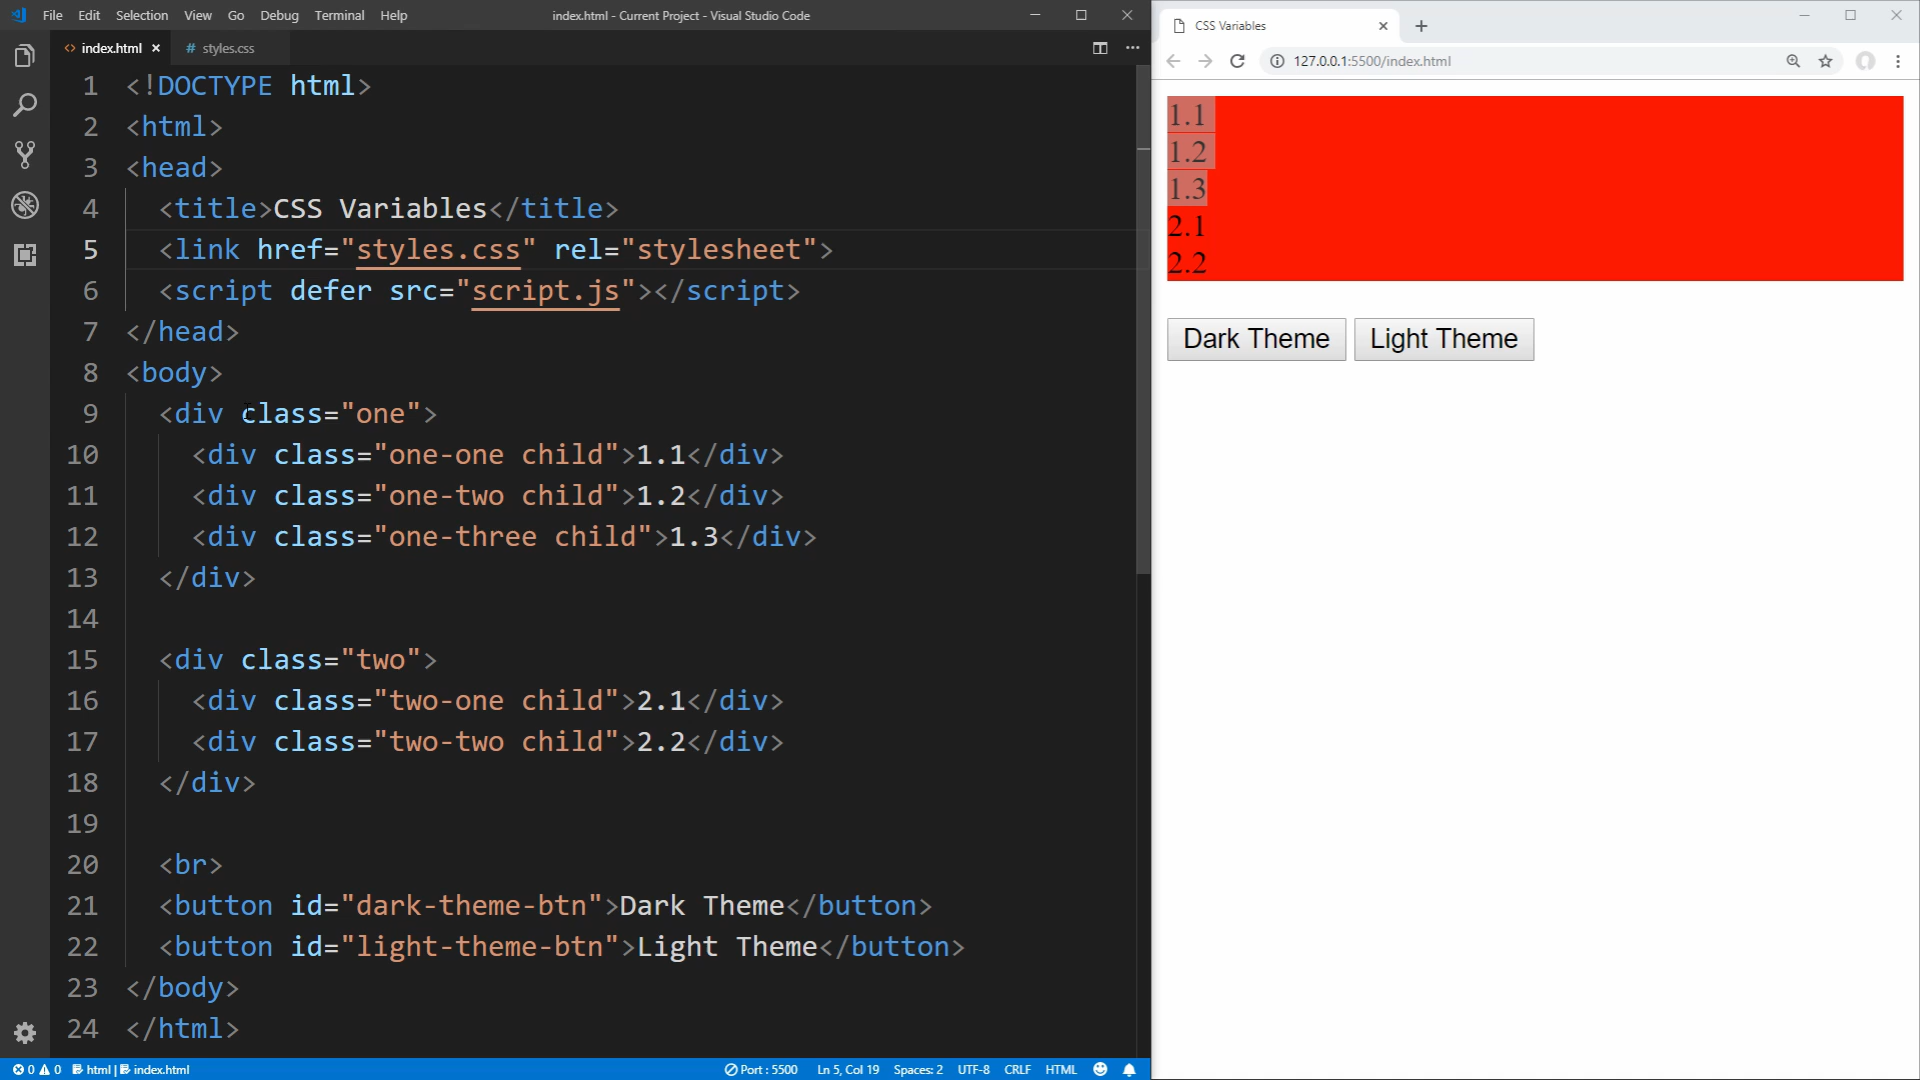 File Edit Selection View Go Debug Terminal Help
index.html - Current Project - Visual Studio Code
index.html
# styles.css
1 <!DOCTYPE html>
2 <html>
3 <head>
4 <title>CSS Variables</title>
5 <link href="styles.css" rel="stylesheet">
6 <script defer src="script.js"></script>
7 </head>
8 <body>
9 <div class="one">
10 <div class="one-one child">1.1</div>
11 <div class="one-two child">1.2</div>
12 <div class="one-three child">1.3</div>
13 </div>
14
15 <div class="two">
16 <div class="two-one child">2.1</div>
17 <div class="two-two child">2.2</div>
18 </div>
19
20 <br>
21 <button id="dark-theme-btn">Dark Theme</button>
22 <button id="light-theme-btn">Light Theme</button>
23 </body>
24 </html>
0 0 html | index.html
Port : 5500 Ln 5, Col 19 Spaces: 2 UTF-8 CRLF HTML
CSS Variables
127.0.0.1:5500/index.html
1.1
1.2
1.3
2.1
2.2
Dark Theme Light Theme